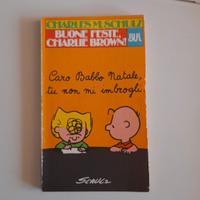 CHARLES M. SCHULZ
BUONE FESTE,
CHARLIE BROWN!
BUR
Caro Babbo Natale,
tu non mi imbrogli.
SCHULZ